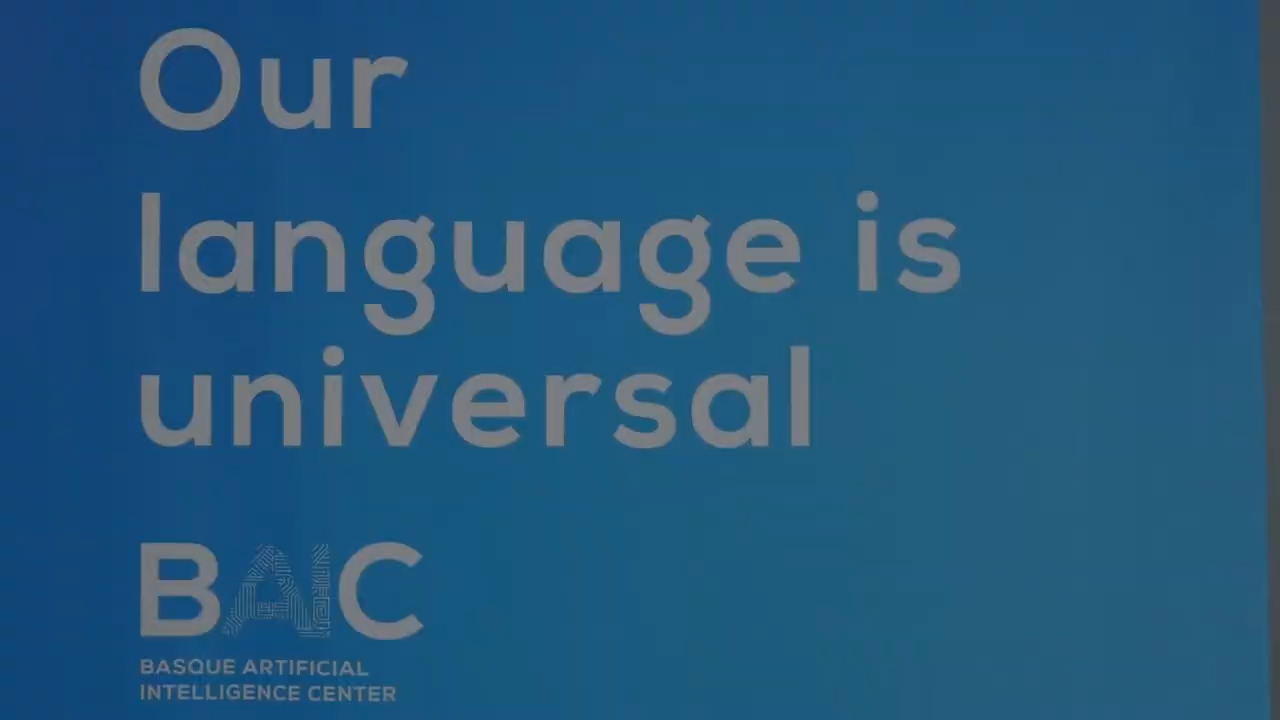 Our
language is
universal
BAIC
BASQUE ARTIFICIAL
INTELLIGENCE CENTER